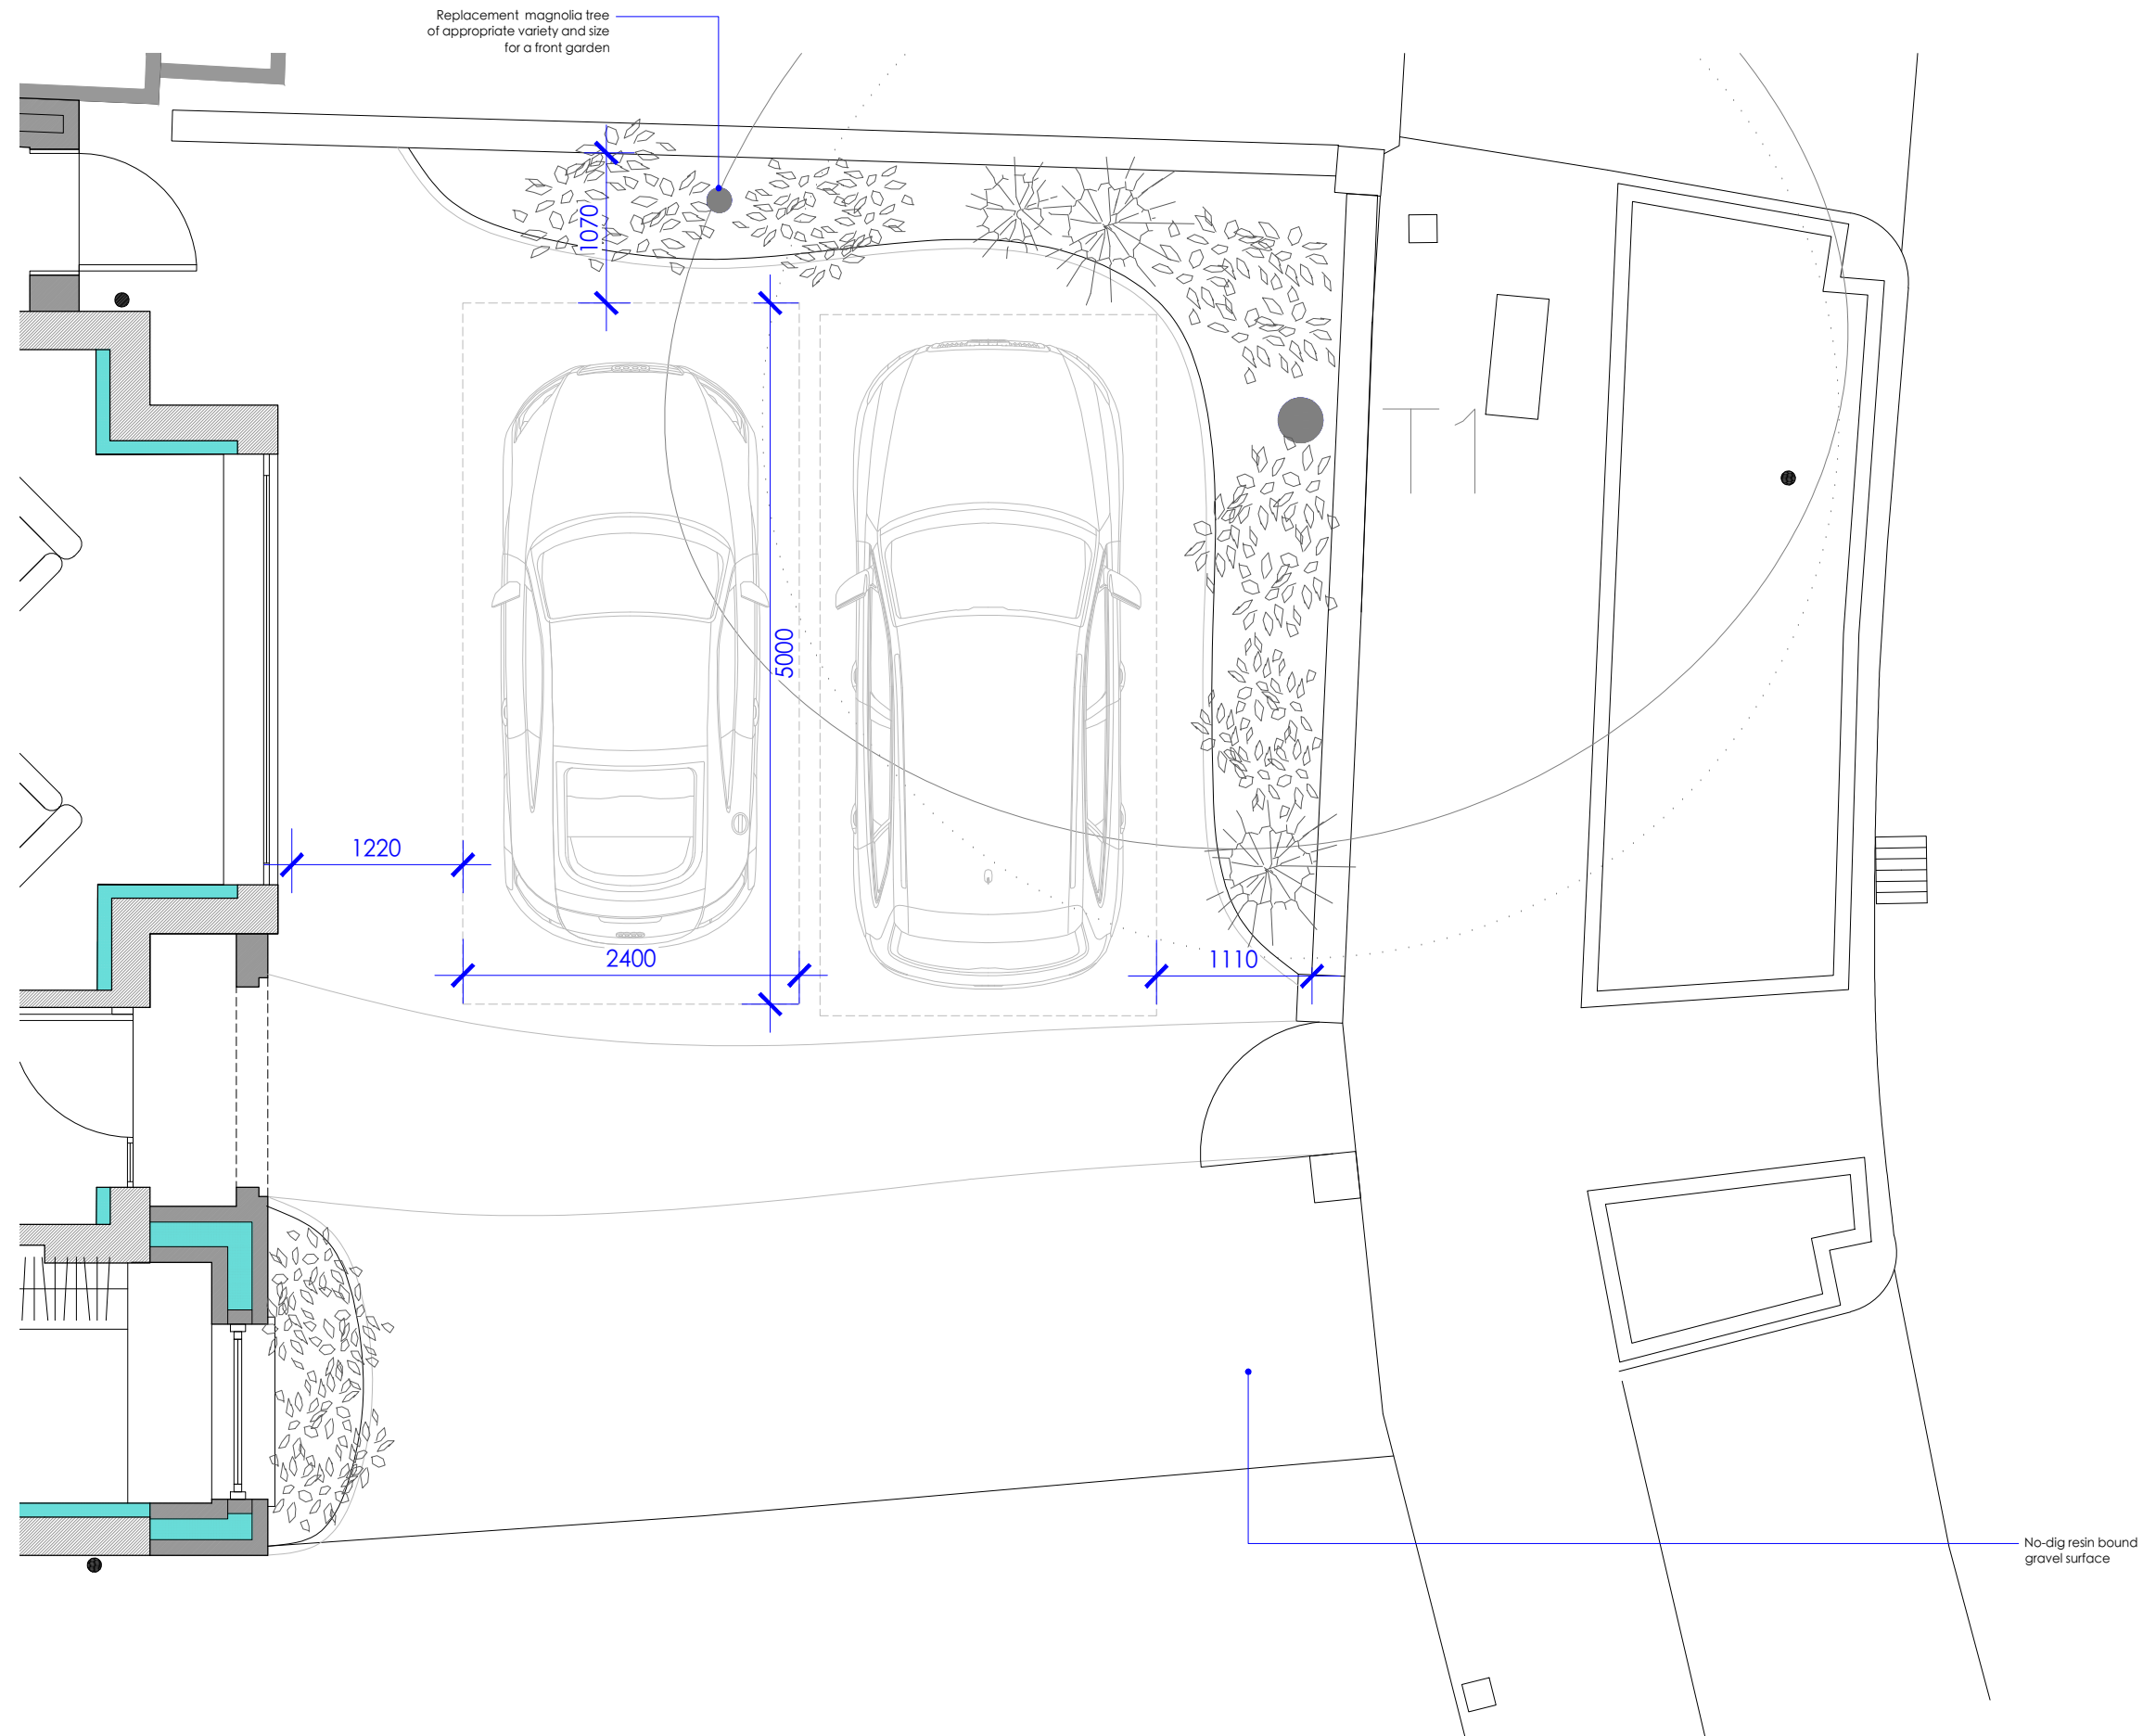 Replacement magnolia tree
of appropriate variety and size
for a front garden
1070
T1
5000
1220
2400
1110
No-dig resin bound
gravel surface